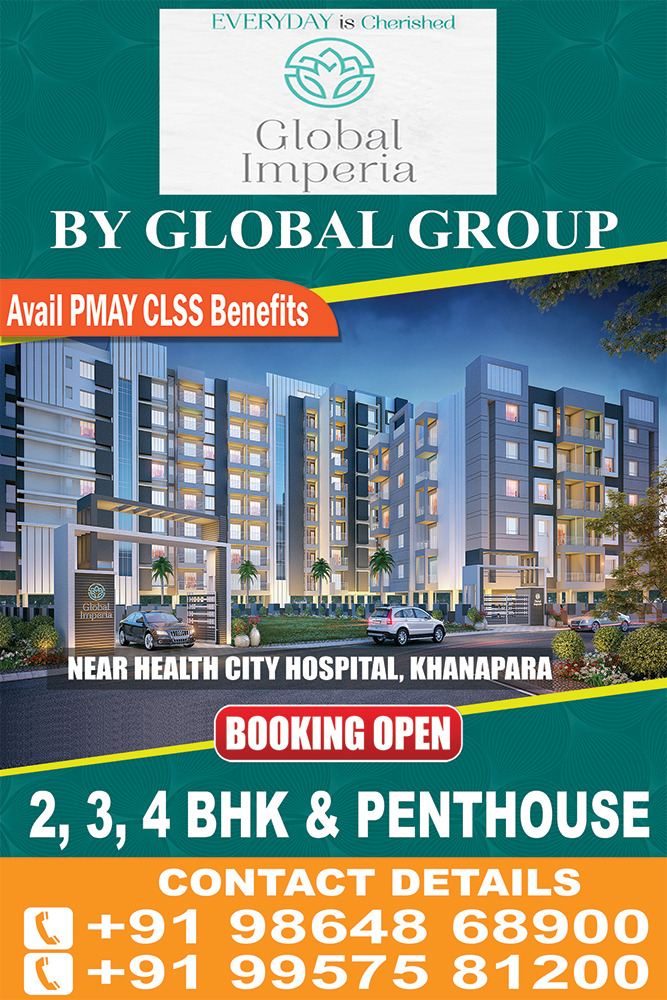 EVERYDAY is Cherished
Global
Imperia
BY GLOBAL GROUP
Avail PMAY CLSS Benefits
Global
Imperia
NEAR HEALTH CITY HOSPITAL, KHANAPARA
BOOKING OPEN
2, 3, 4 BHK & PENTHOUSE
CONTACT DETAILS
+91 98648 68900
+91 99575 81200